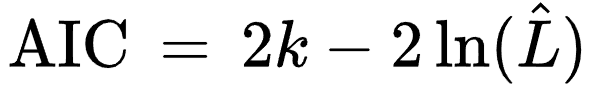 AIC = 2k − 2 ln(L̂)